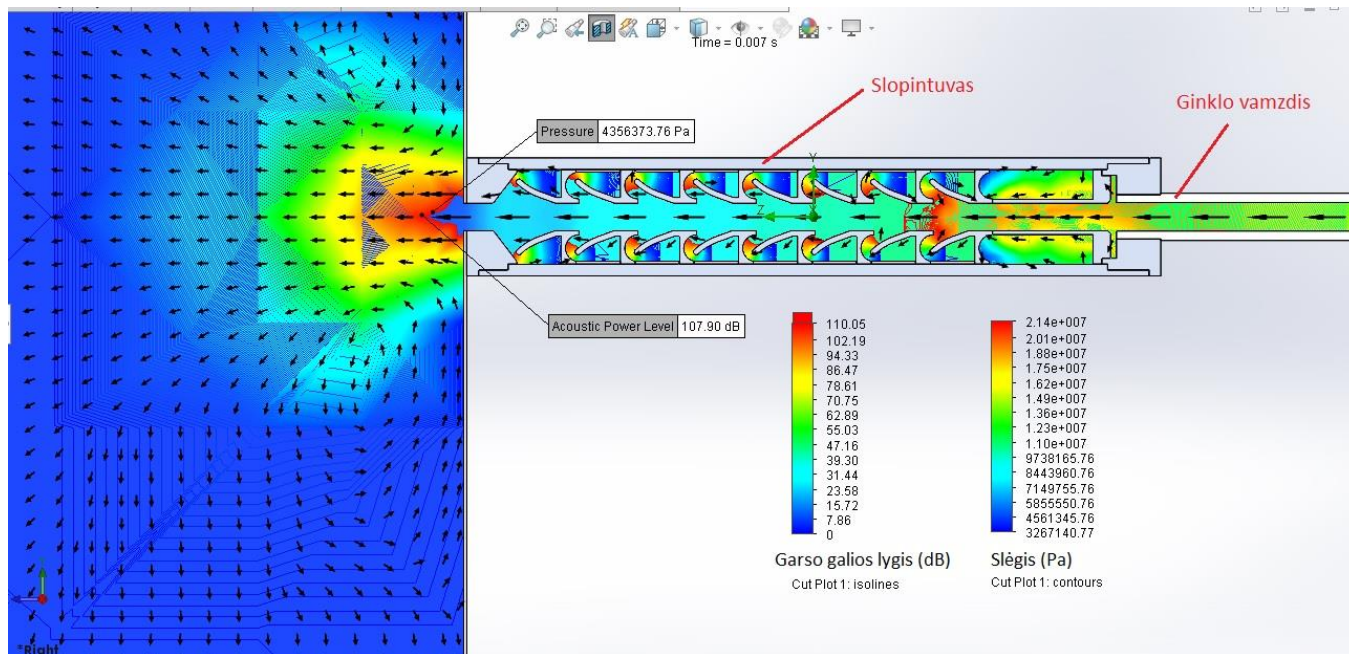 Time = 0.007 s
Slopintuvas
Ginklo vamzdis
Pressure 4356373.76 Pa
Y
Z
Acoustic Power Level 107.90 dB
110.05
102.19
94.33
86.47
78.61
70.75
62.89
55.03
47.16
39.30
31.44
23.58
15.72
7.86
0
Garso galios lygis (dB)
Cut Plot 1: isolines
2.14e+007
2.01e+007
1.88e+007
1.75e+007
1.62e+007
1.49e+007
1.36e+007
1.23e+007
1.10e+007
9738165.76
8443960.76
7149755.76
5855550.76
4561345.76
3267140.77
Slėgis (Pa)
Cut Plot 1: contours
*Right